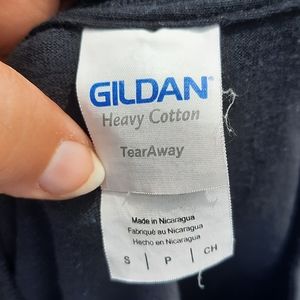 GILDAN®
Heavy Cotton
TearAway
Made in Nicaragua
Fabriqué au Nicaragua
Hecho en Nicaragua
S | P | CH